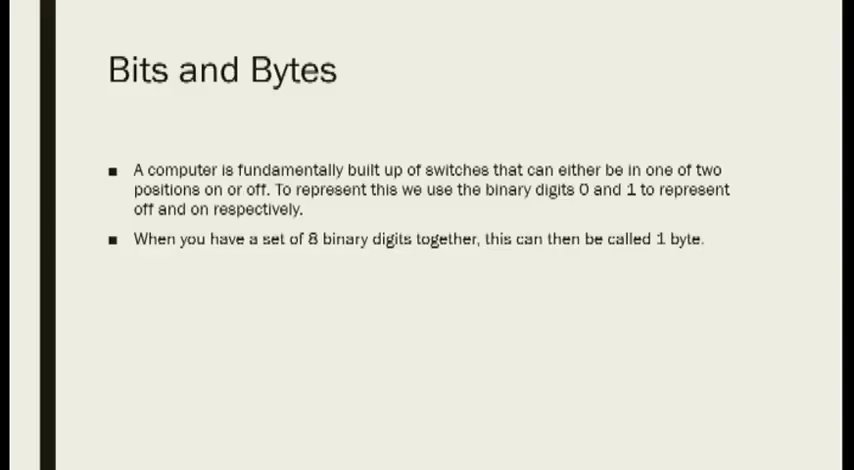 Bits and Bytes
■ A computer is fundamentally built up of switches that can either be in one of two
positions on or off. To represent this we use the binary digits 0 and 1 to represent
off and on respectively.
■ When you have a set of 8 binary digits together, this can then be called 1 byte.